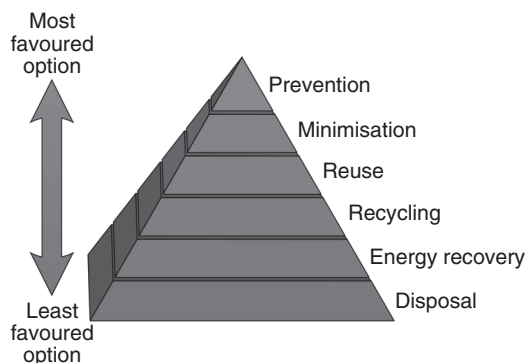 Most
favoured
option
Prevention
Minimisation
Reuse
Recycling
Energy recovery
Disposal
Least
favoured
option